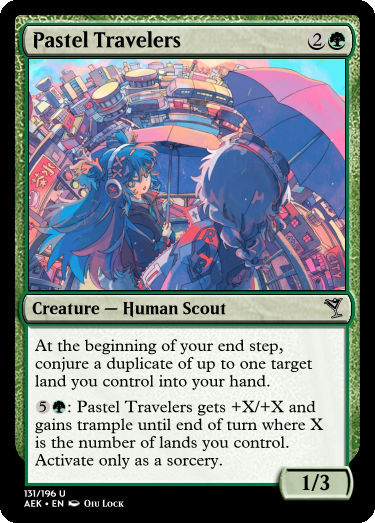 Pastel Travelers 2
Creature — Human Scout
At the beginning of your end step,
conjure a duplicate of up to one target
land you control into your hand.
5: Pastel Travelers gets +X/+X and
gains trample until end of turn where X
is the number of lands you control.
Activate only as a sorcery.
1/3
131/196 U
AEK • EN Qiu Lock